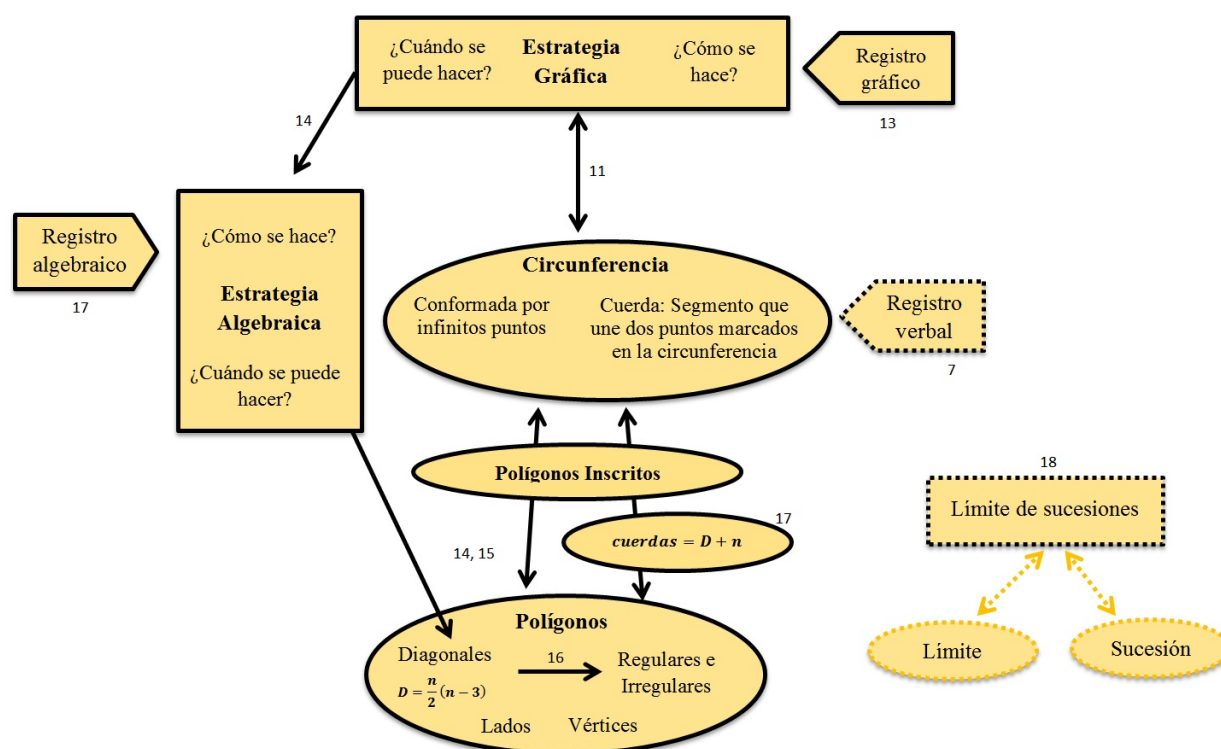 ¿Cuándo se
puede hacer?
Estrategia
Gráfica
¿Cómo se
hace?
Registro
gráfico
13
14
11
Registro
algebraico
17
¿Cómo se hace?
Estrategia
Algebraica
¿Cuándo se puede
hacer?
Circunferencia
Conformada por
infinitos puntos
Cuerda: Segmento que
une dos puntos marcados
en la circunferencia
Registro
verbal
7
Polígonos Inscritos
17
cuerdas = D + n
14, 15
Polígonos
Diagonales
D = n/2 (n − 3)
16
Regulares e
Irregulares
Lados
Vértices
18
Límite de sucesiones
Límite
Sucesión